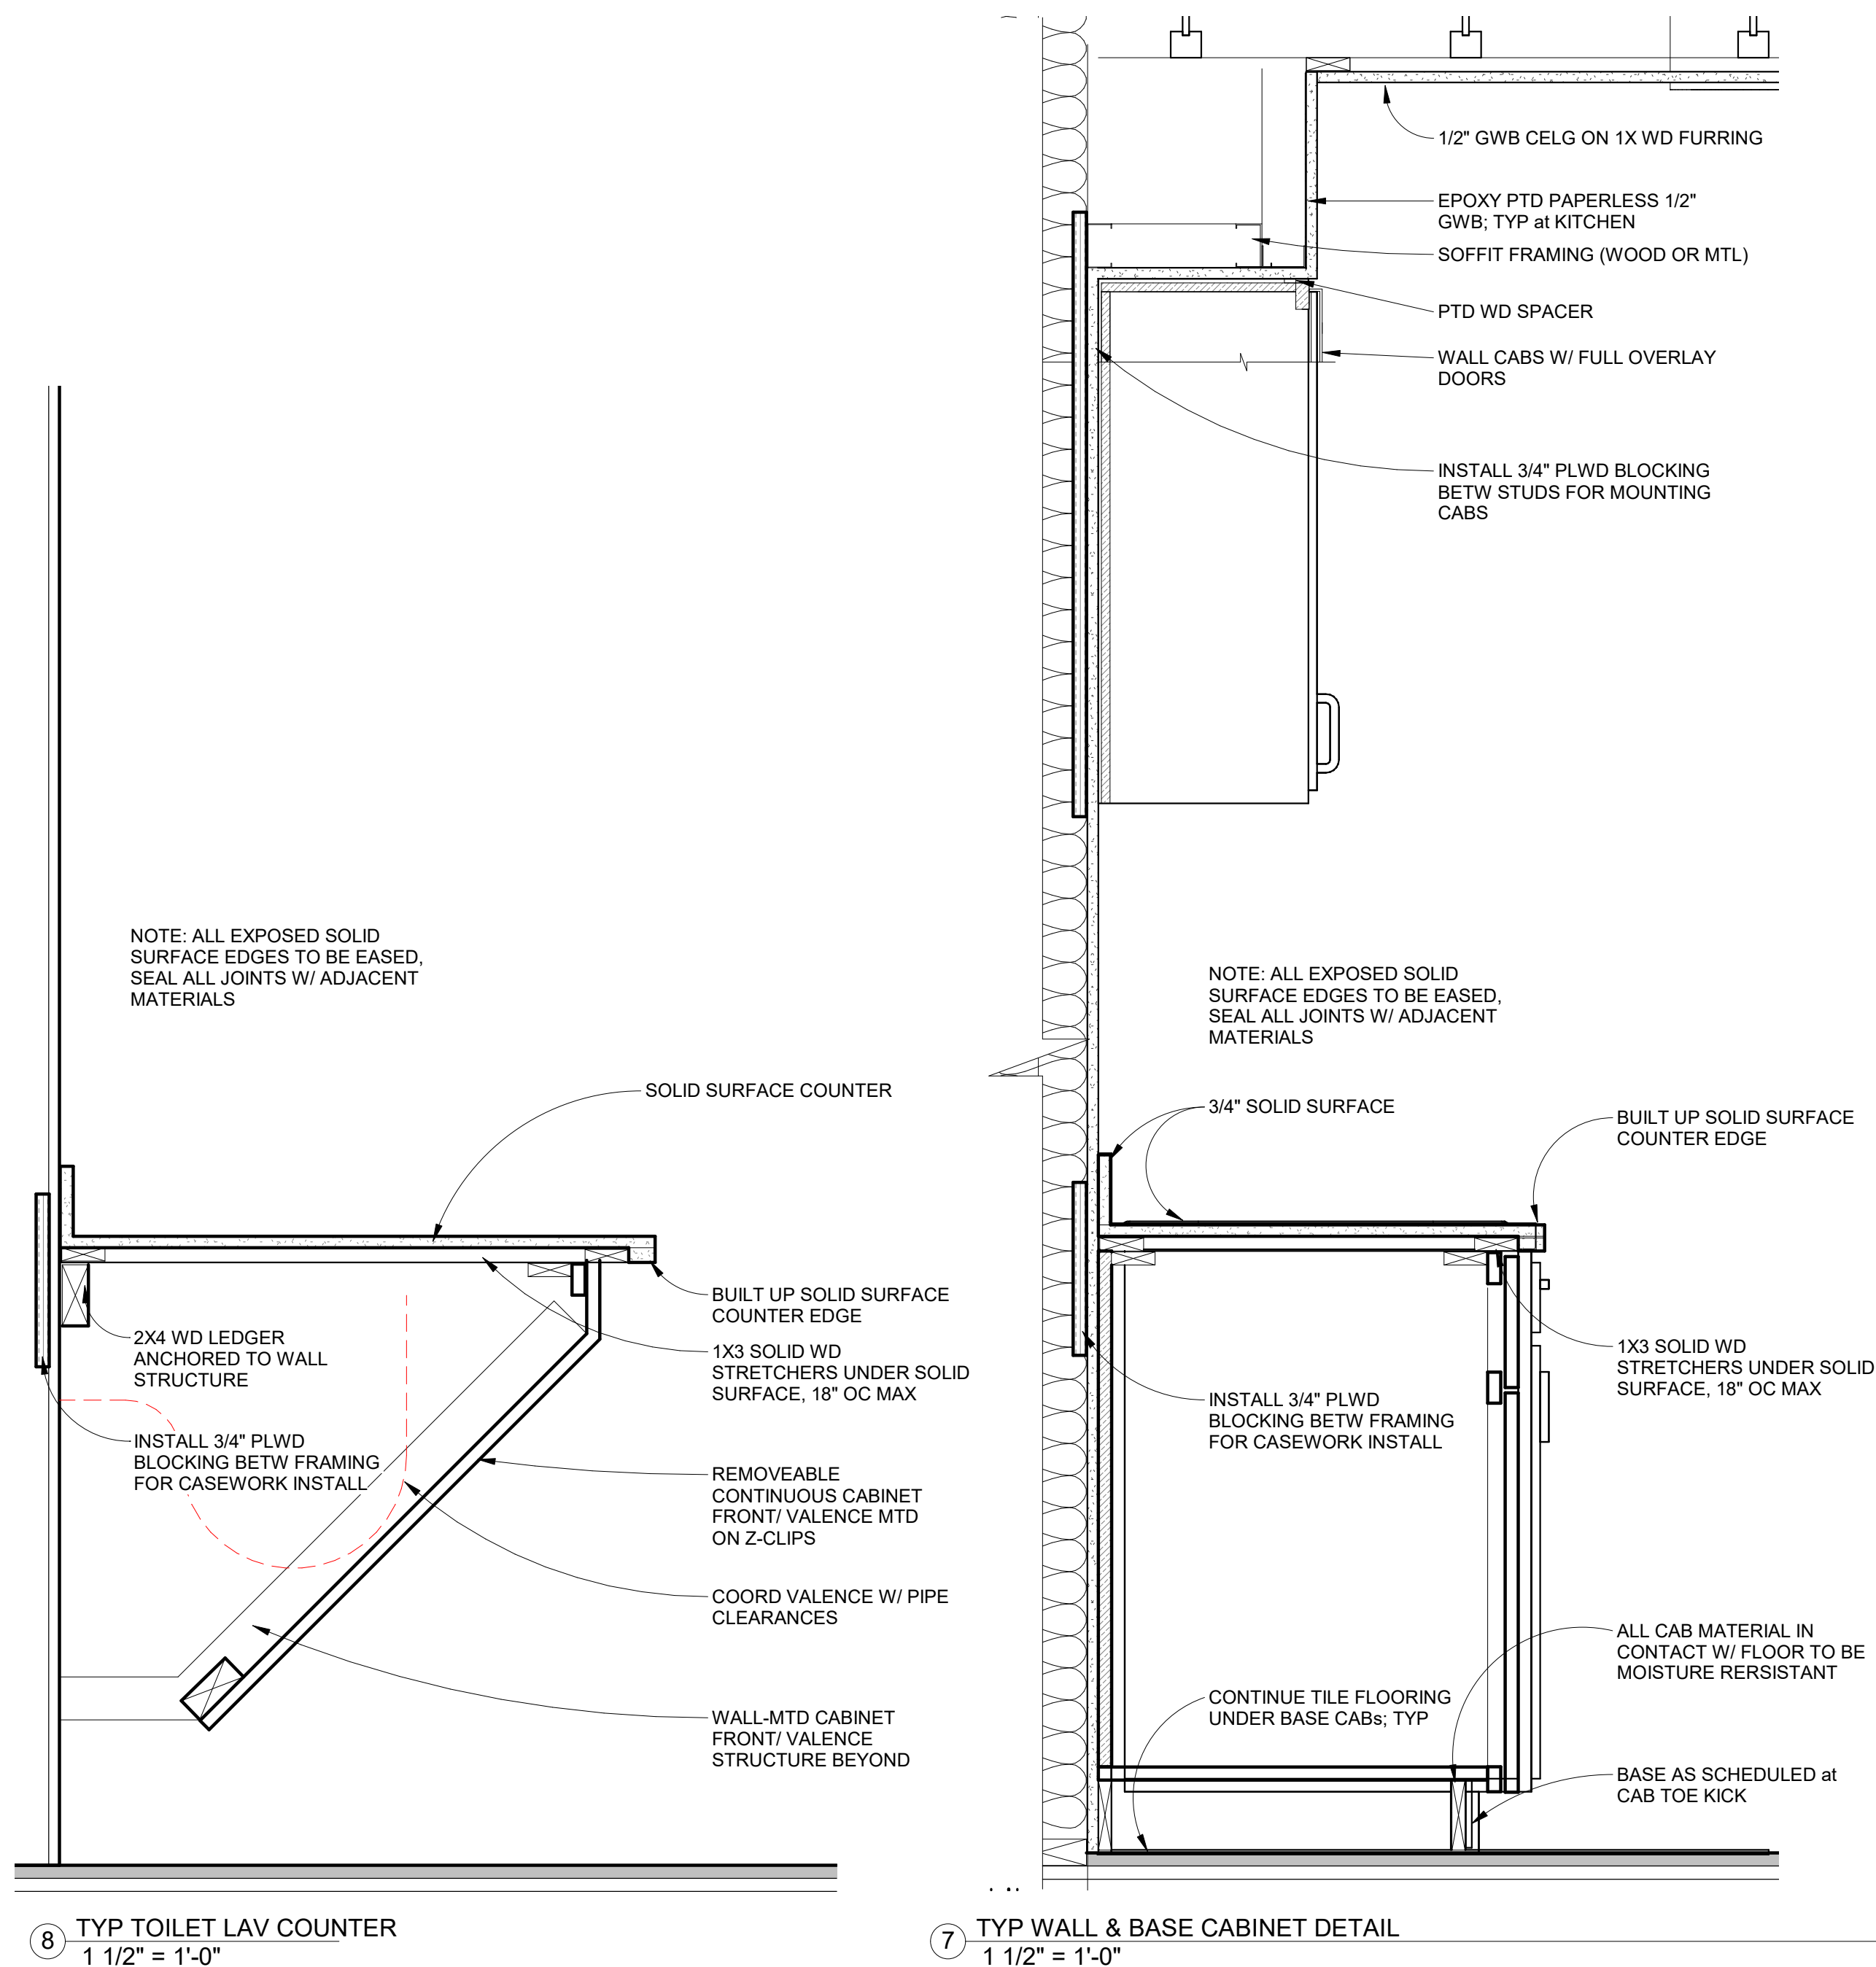 1/2" GWB CELG ON 1X WD FURRING
EPOXY PTD PAPERLESS 1/2"
GWB; TYP at KITCHEN
SOFFIT FRAMING (WOOD OR MTL)
PTD WD SPACER
WALL CABS W/ FULL OVERLAY
DOORS
INSTALL 3/4" PLWD BLOCKING
BETW STUDS FOR MOUNTING
CABS
NOTE: ALL EXPOSED SOLID
SURFACE EDGES TO BE EASED,
SEAL ALL JOINTS W/ ADJACENT
MATERIALS
SOLID SURFACE COUNTER
BUILT UP SOLID SURFACE
COUNTER EDGE
2X4 WD LEDGER
ANCHORED TO WALL
STRUCTURE
1X3 SOLID WD
STRETCHERS UNDER SOLID
SURFACE, 18" OC MAX
INSTALL 3/4" PLWD
BLOCKING BETW FRAMING
FOR CASEWORK INSTALL
REMOVEABLE
CONTINUOUS CABINET
FRONT/ VALENCE MTD
ON Z-CLIPS
COORD VALENCE W/ PIPE
CLEARANCES
WALL-MTD CABINET
FRONT/ VALENCE
STRUCTURE BEYOND
8
TYP TOILET LAV COUNTER
1 1/2" = 1'-0"
NOTE: ALL EXPOSED SOLID
SURFACE EDGES TO BE EASED,
SEAL ALL JOINTS W/ ADJACENT
MATERIALS
3/4" SOLID SURFACE
BUILT UP SOLID SURFACE
COUNTER EDGE
1X3 SOLID WD
STRETCHERS UNDER SOLID
SURFACE, 18" OC MAX
INSTALL 3/4" PLWD
BLOCKING BETW FRAMING
FOR CASEWORK INSTALL
ALL CAB MATERIAL IN
CONTACT W/ FLOOR TO BE
MOISTURE RERSISTANT
CONTINUE TILE FLOORING
UNDER BASE CABs; TYP
BASE AS SCHEDULED at
CAB TOE KICK
7
TYP WALL & BASE CABINET DETAIL
1 1/2" = 1'-0"